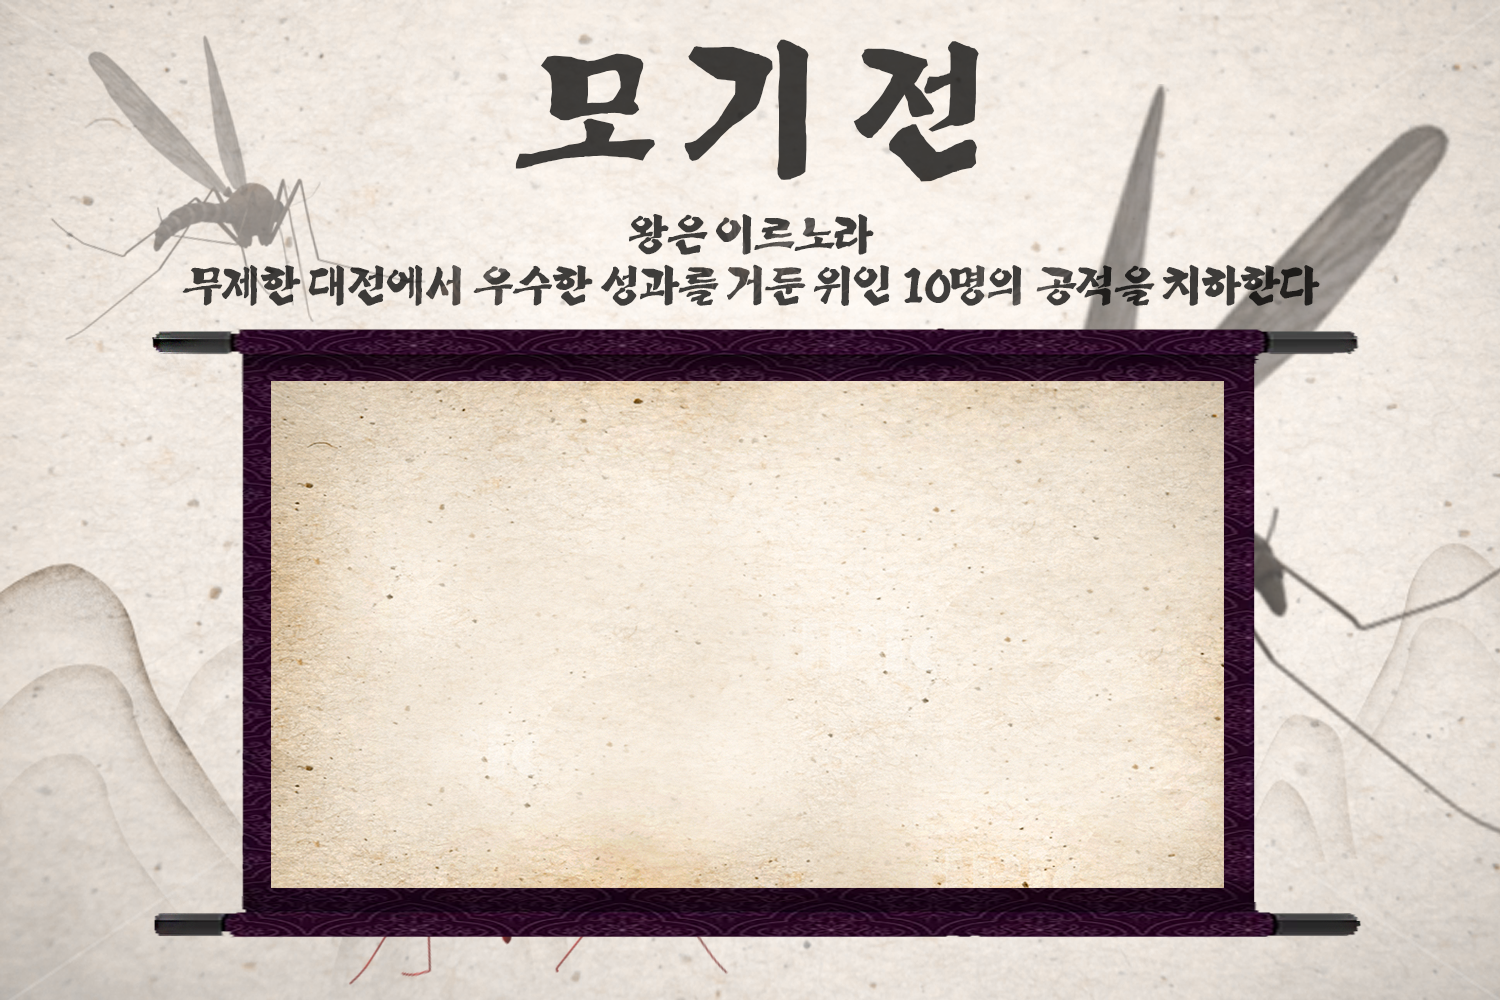 모기전
왕은 이르노라
무제한 대전에서 우수한 성과를 거둔 위인 10명의 공적을 치하한다